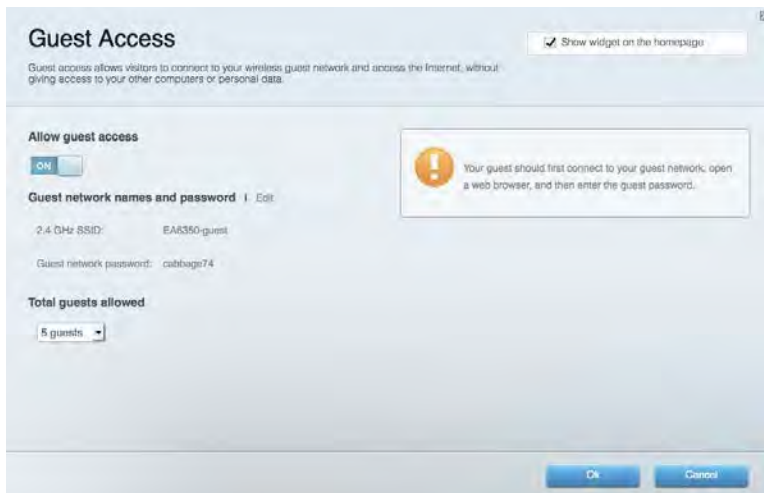 Guest Access
Show widget on the homepage
Guest access allows visitors to connect to your wireless guest network and access the Internet, without
giving access to your other computers or personal data.
Allow guest access
ON
Your guest should first connect to your guest network, open
a web browser, and then enter the guest password.
Guest network names and password | Edit
2.4 GHz SSID: EA6350-guest
Guest network password: cabbage74
Total guests allowed
5 guests
Ok
Cancel